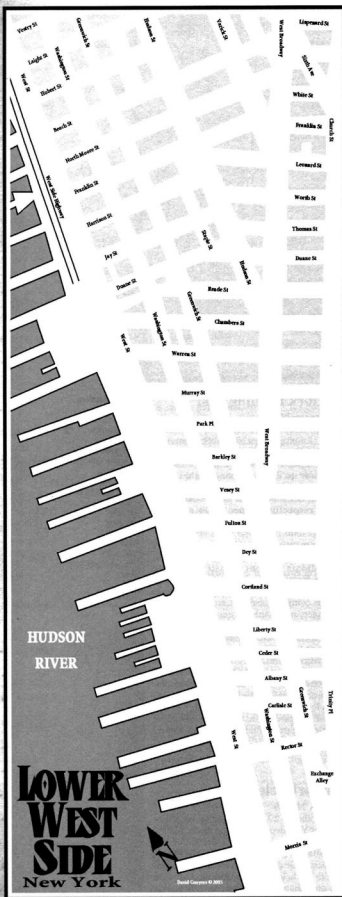 Vestry St
Greenwich St
Hudson St
Varick St
West Broadway
Lispenard St
Laight St
Washington St
Sixth Ave
West St
Hubert St
White St
Beach St
Franklin St
Church St
North Moore St
Leonard St
West Side Highway
Franklin St
Worth St
Harrison St
Thomas St
Staple St
Jay St
Hudson St
Duane St
Duane St
Reade St
Greenwich St
Washington St
Chambers St
West St
Warren St
Murray St
Park Pl
West Broadway
Barkley St
Vesey St
Fulton St
Dey St
Cortland St
Liberty St
HUDSON
RIVER
Ceder St
Albany St
Greenwich St
Trinity Pl
Carlisle St
Washington St
West St
Rector St
Exchange
Alley
LOWER
WEST
SIDE
New York
N
Morris St